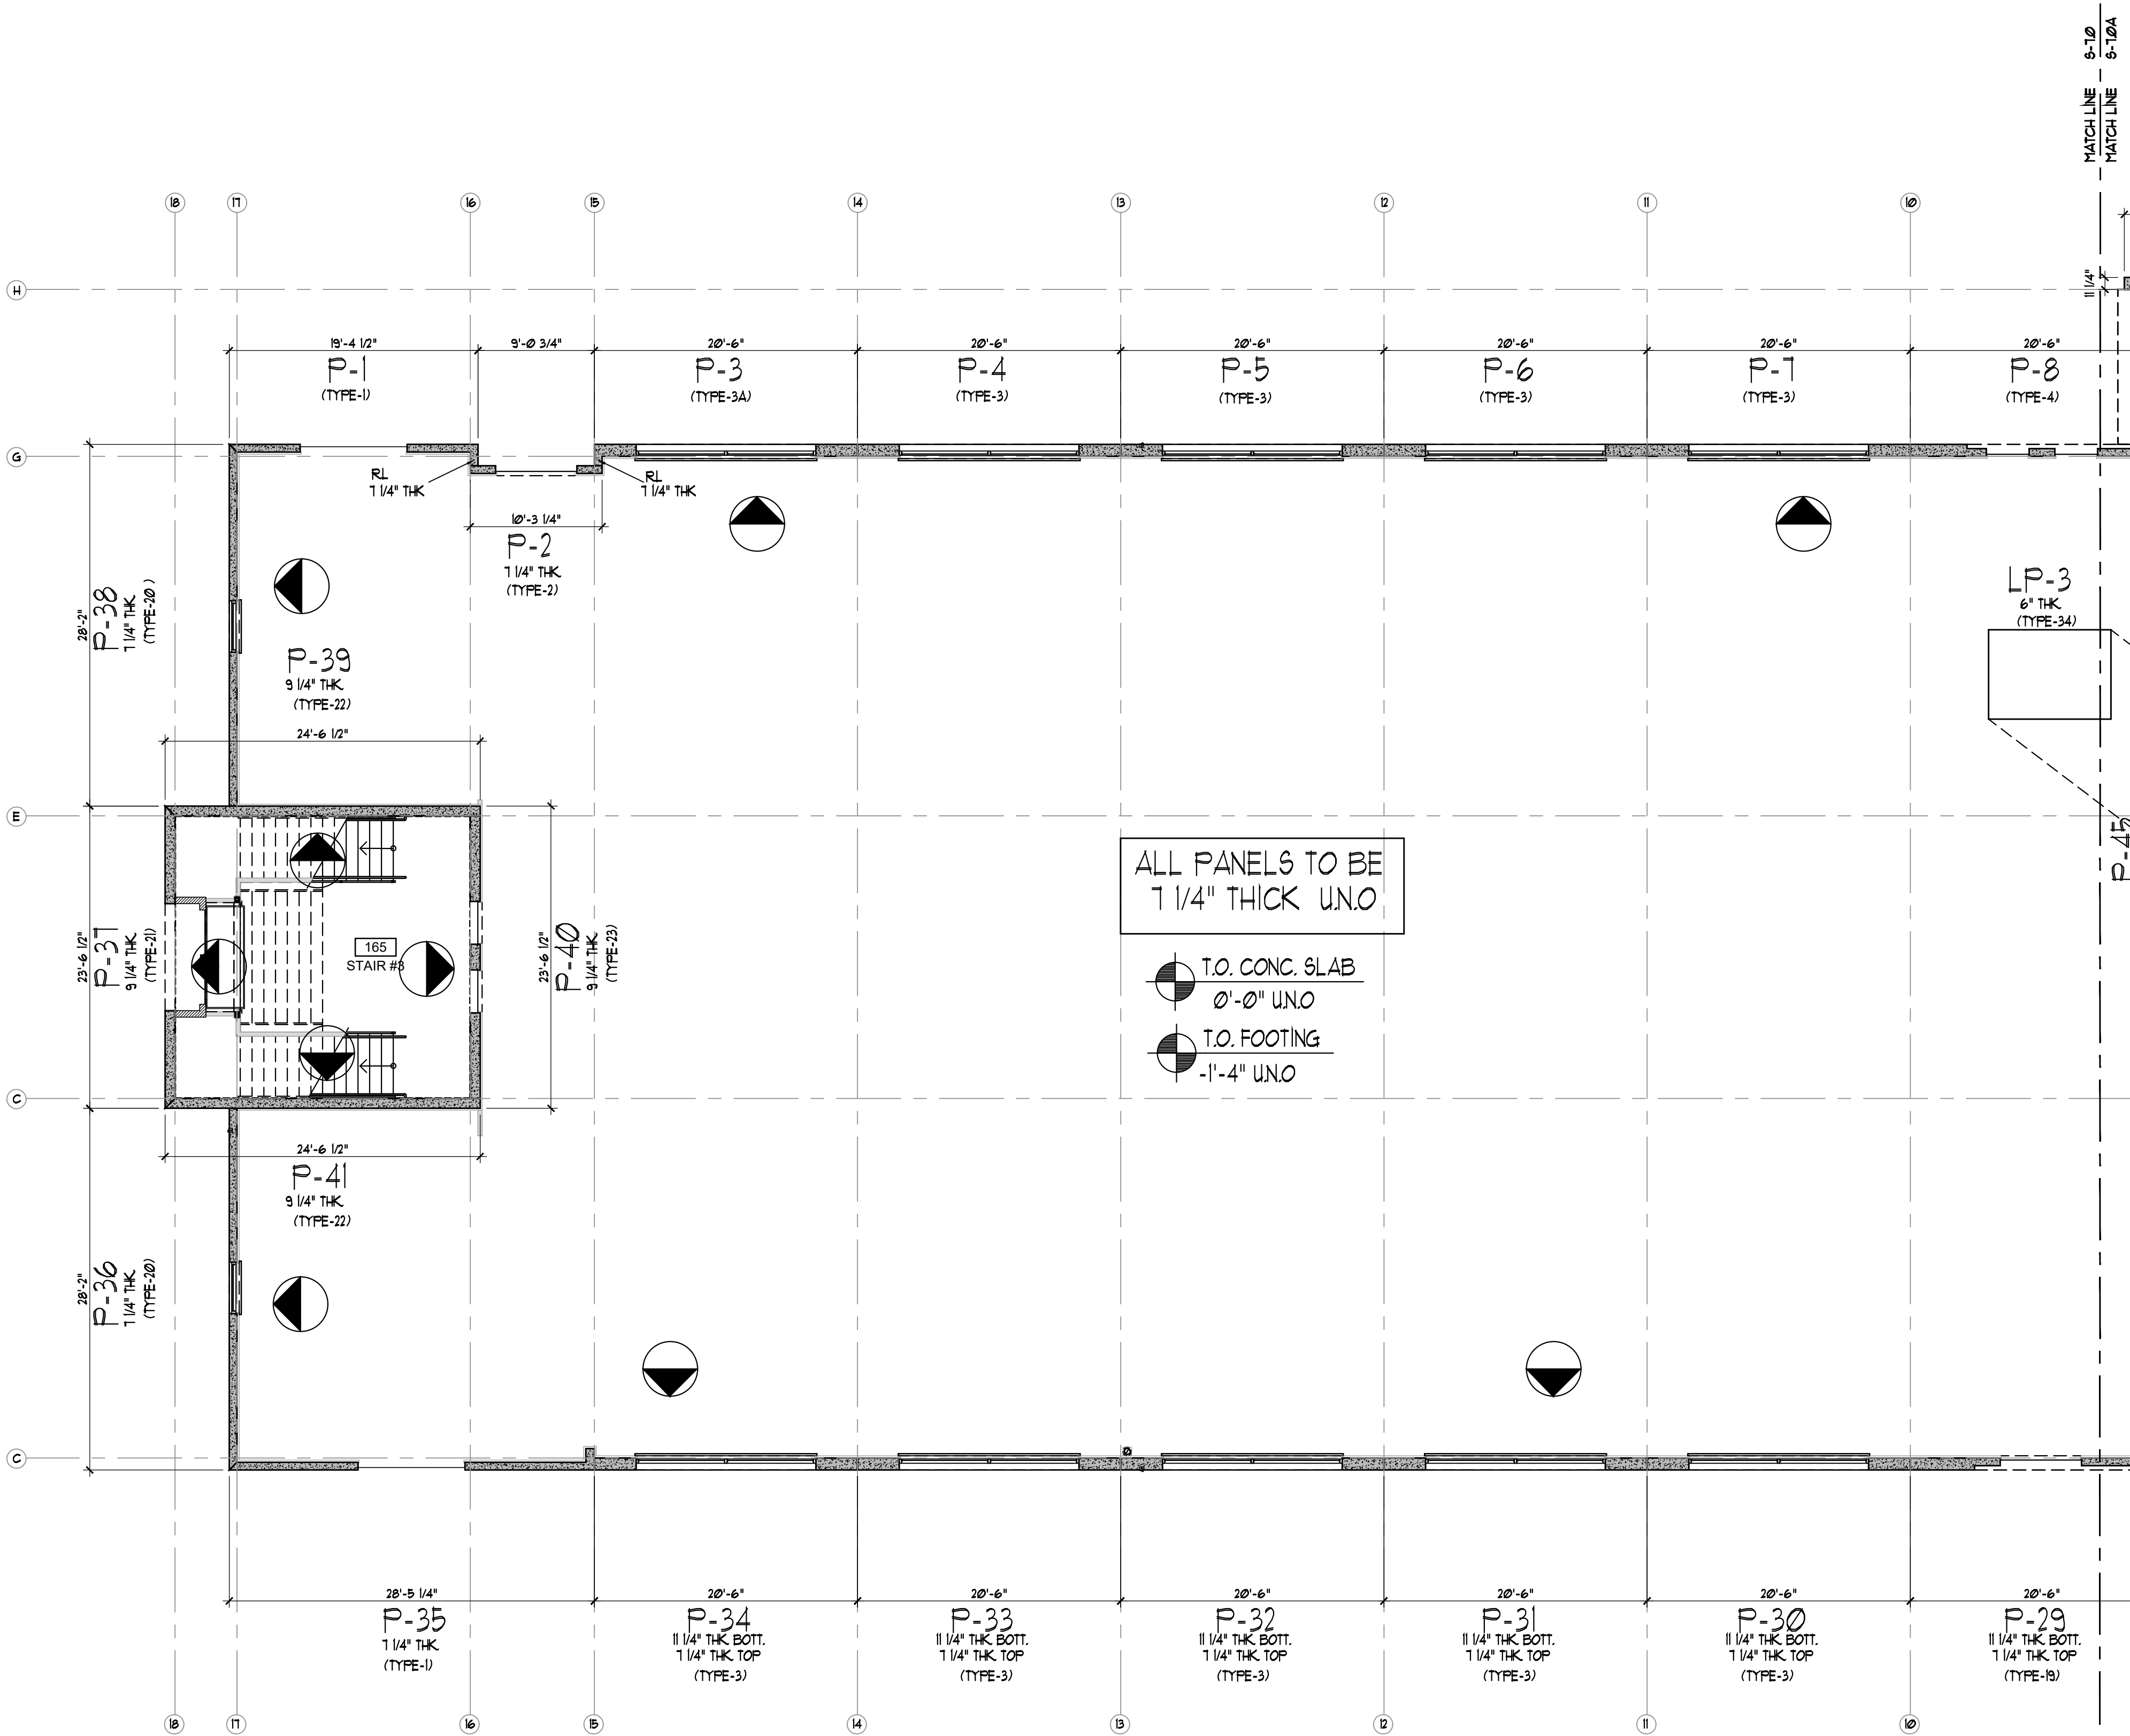 MATCH LINE S-70
MATCH LINE S-70A
18
17
16
15
14
13
12
11
10
H
11 1/4"
19'-4 1/2"
9'-0 3/4"
20'-6"
20'-6"
20'-6"
20'-6"
20'-6"
20'-6"
P-1
(TYPE-1)
P-3
(TYPE-3A)
P-4
(TYPE-3)
P-5
(TYPE-3)
P-6
(TYPE-3)
P-7
(TYPE-3)
P-8
(TYPE-4)
G
RL
7 1/4" THK
RL
7 1/4" THK
10'-3 1/4"
P-2
7 1/4" THK
(TYPE-2)
28'-2"
P-38
7 1/4" THK
(TYPE-20)
LP-3
6" THK
(TYPE-34)
P-39
9 1/4" THK
(TYPE-22)
24'-6 1/2"
E
P-45
ALL PANELS TO BE
7 1/4" THICK U.N.O
23'-6 1/2"
P-37
9 1/4" THK
(TYPE-21)
165
STAIR #3
23'-6 1/2"
P-40
9 1/4" THK
(TYPE-23)
T.O. CONC. SLAB
0'-0" U.N.O
T.O. FOOTING
-1'-4" U.N.O
C
24'-6 1/2"
P-41
9 1/4" THK
(TYPE-22)
28'-2"
P-36
7 1/4" THK
(TYPE-20)
C
28'-5 1/4"
P-35
7 1/4" THK
(TYPE-1)
20'-6"
P-34
11 1/4" THK BOTT.
7 1/4" THK TOP
(TYPE-3)
20'-6"
P-33
11 1/4" THK BOTT.
7 1/4" THK TOP
(TYPE-3)
20'-6"
P-32
11 1/4" THK BOTT.
7 1/4" THK TOP
(TYPE-3)
20'-6"
P-31
11 1/4" THK BOTT.
7 1/4" THK TOP
(TYPE-3)
20'-6"
P-30
11 1/4" THK BOTT.
7 1/4" THK TOP
(TYPE-3)
20'-6"
P-29
11 1/4" THK BOTT.
7 1/4" THK TOP
(TYPE-19)
18
17
16
15
14
13
12
11
10